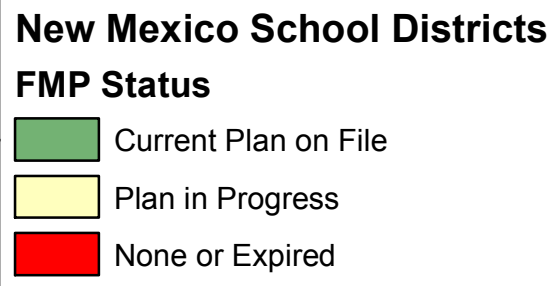 New Mexico School Districts
FMP Status
Current Plan on File
Plan in Progress
None or Expired